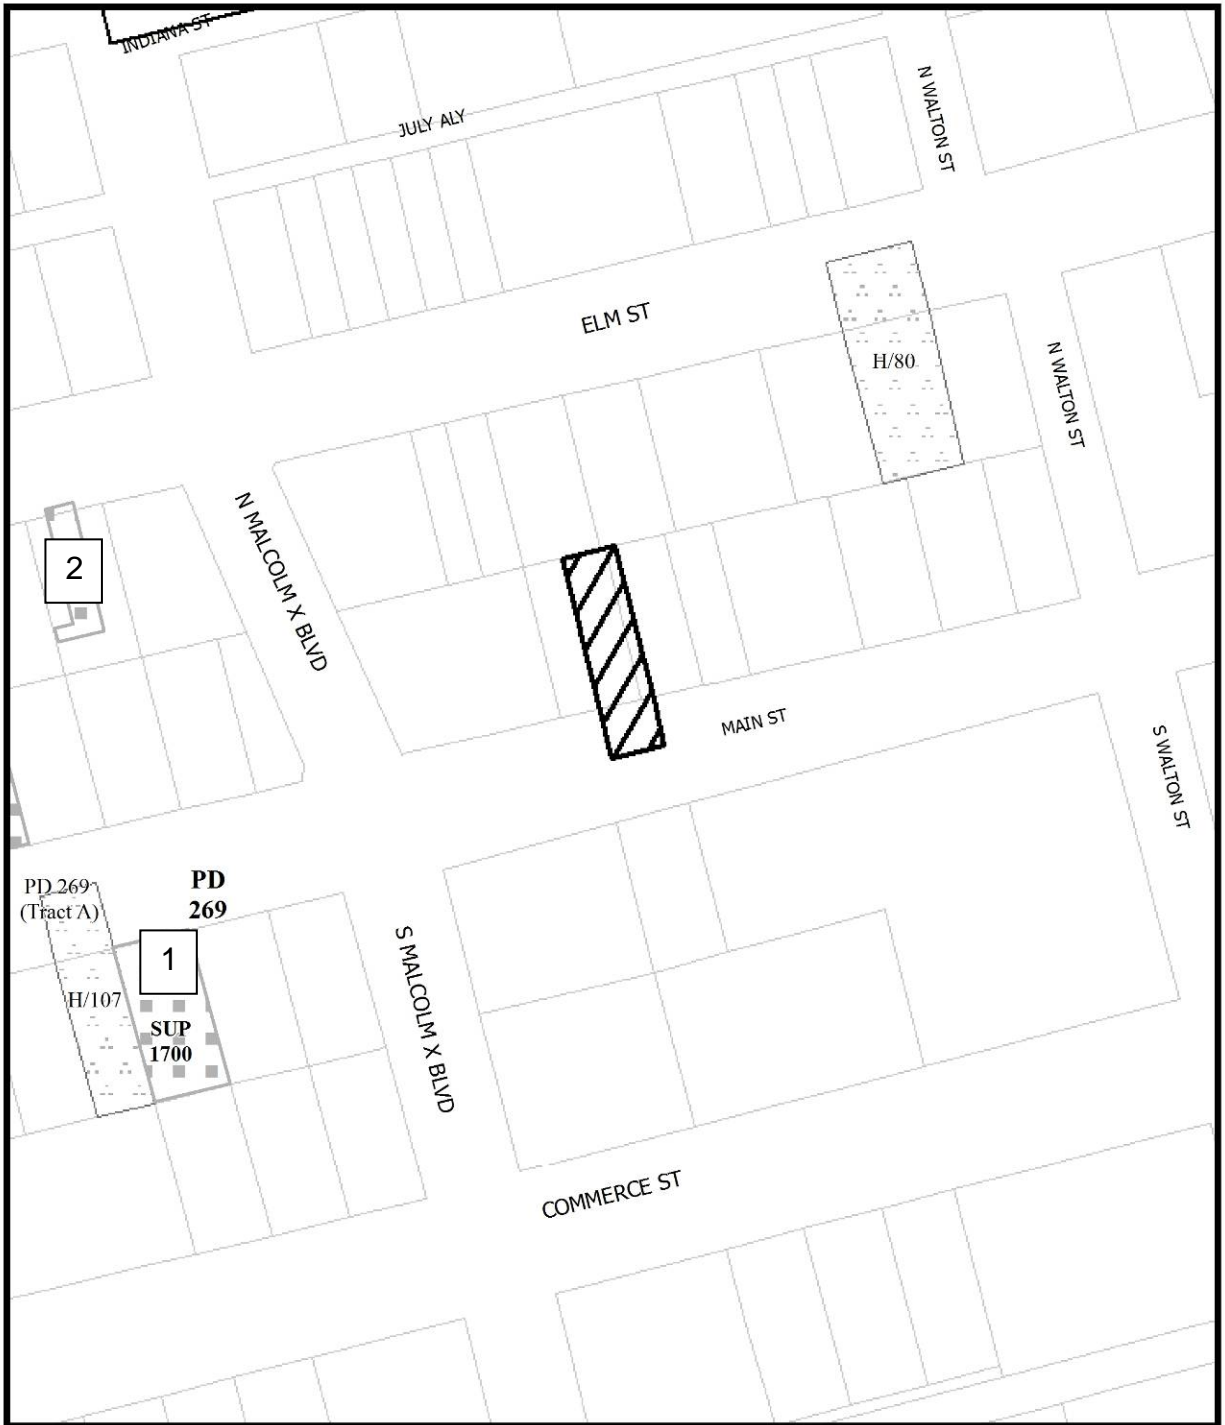 INDIANA ST
JULY ALY
N WALTON ST
ELM ST
H/80
N WALTON ST
N MALCOLM X BLVD
2
MAIN ST
S WALTON ST
PD 269
(Tract A)
PD
269
1
H/107
SUP
1700
S MALCOLM X BLVD
COMMERCE ST